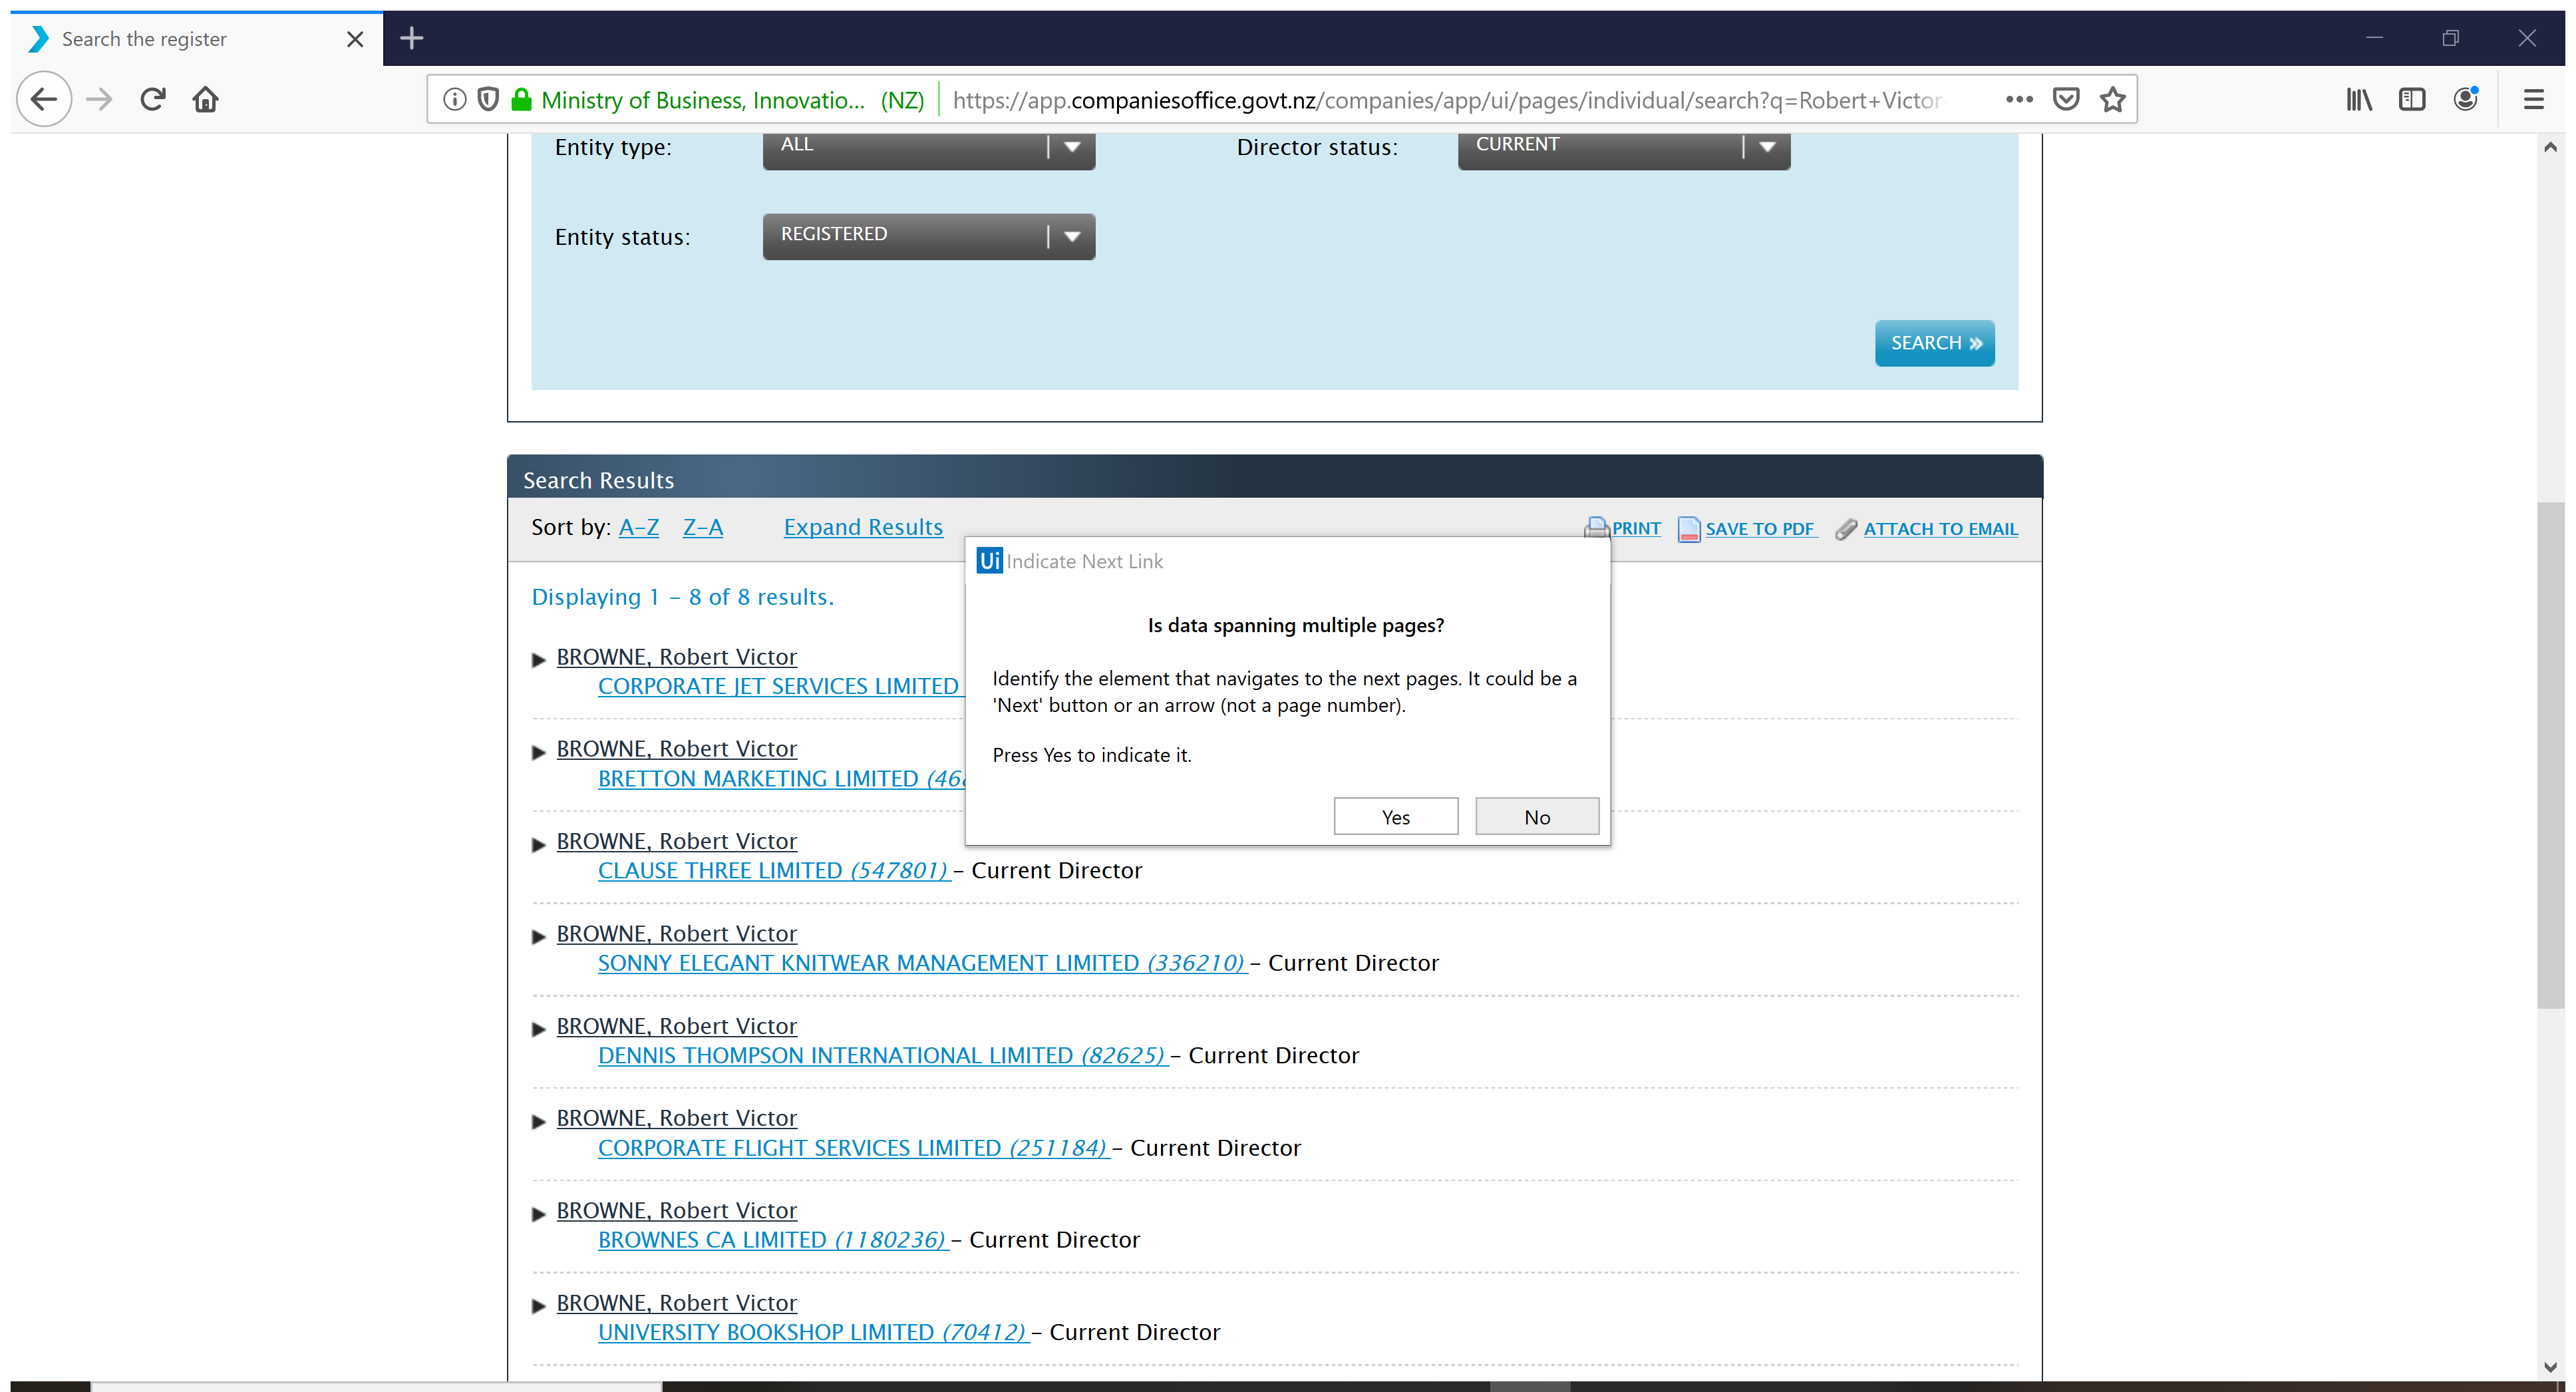 Search the register
Ministry of Business, Innovatio... (NZ) https://app.companiesoffice.govt.nz/companies/app/ui/pages/individual/search?q=Robert+Victor
Entity type: ALL Director status: CURRENT
Entity status: REGISTERED
SEARCH »
Search Results
Sort by: A-Z Z-A Expand Results PRINT SAVE TO PDF ATTACH TO EMAIL
Displaying 1 - 8 of 8 results.
BROWNE, Robert Victor
CORPORATE JET SERVICES LIMITED
BROWNE, Robert Victor
BRETTON MARKETING LIMITED
BROWNE, Robert Victor
CLAUSE THREE LIMITED (547801) – Current Director
BROWNE, Robert Victor
SONNY ELEGANT KNITWEAR MANAGEMENT LIMITED (336210) – Current Director
BROWNE, Robert Victor
DENNIS THOMPSON INTERNATIONAL LIMITED (82625) – Current Director
BROWNE, Robert Victor
CORPORATE FLIGHT SERVICES LIMITED (251184) – Current Director
BROWNE, Robert Victor
BROWNES CA LIMITED (1180236) – Current Director
BROWNE, Robert Victor
UNIVERSITY BOOKSHOP LIMITED (70412) – Current Director
Ui Indicate Next Link
Is data spanning multiple pages?
Identify the element that navigates to the next pages. It could be a
'Next' button or an arrow (not a page number).
Press Yes to indicate it.
Yes No